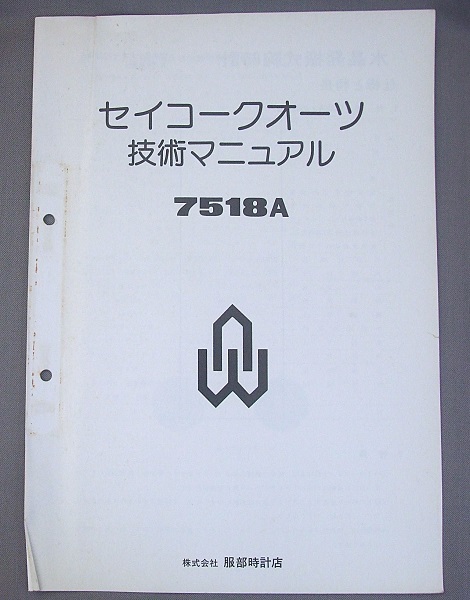 セイコークオーツ
技術マニュアル
7518A
株式会社 服部時計店